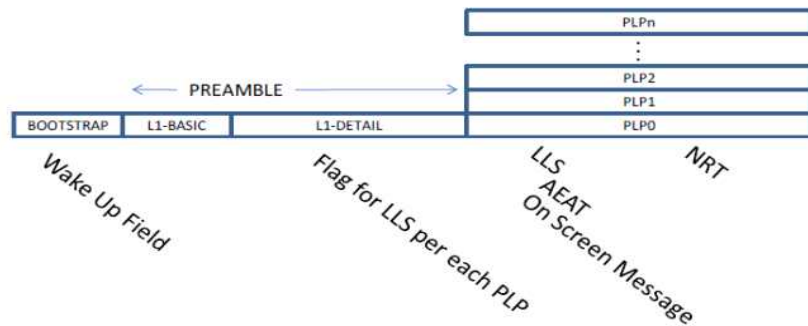 PLPn
PLP2
PREAMBLE
PLP1
BOOTSTRAP
L1-BASIC
L1-DETAIL
PLP0
Wake Up Field
Flag for LLS per each PLP
LLS
AEAT
On Screen Message
NRT